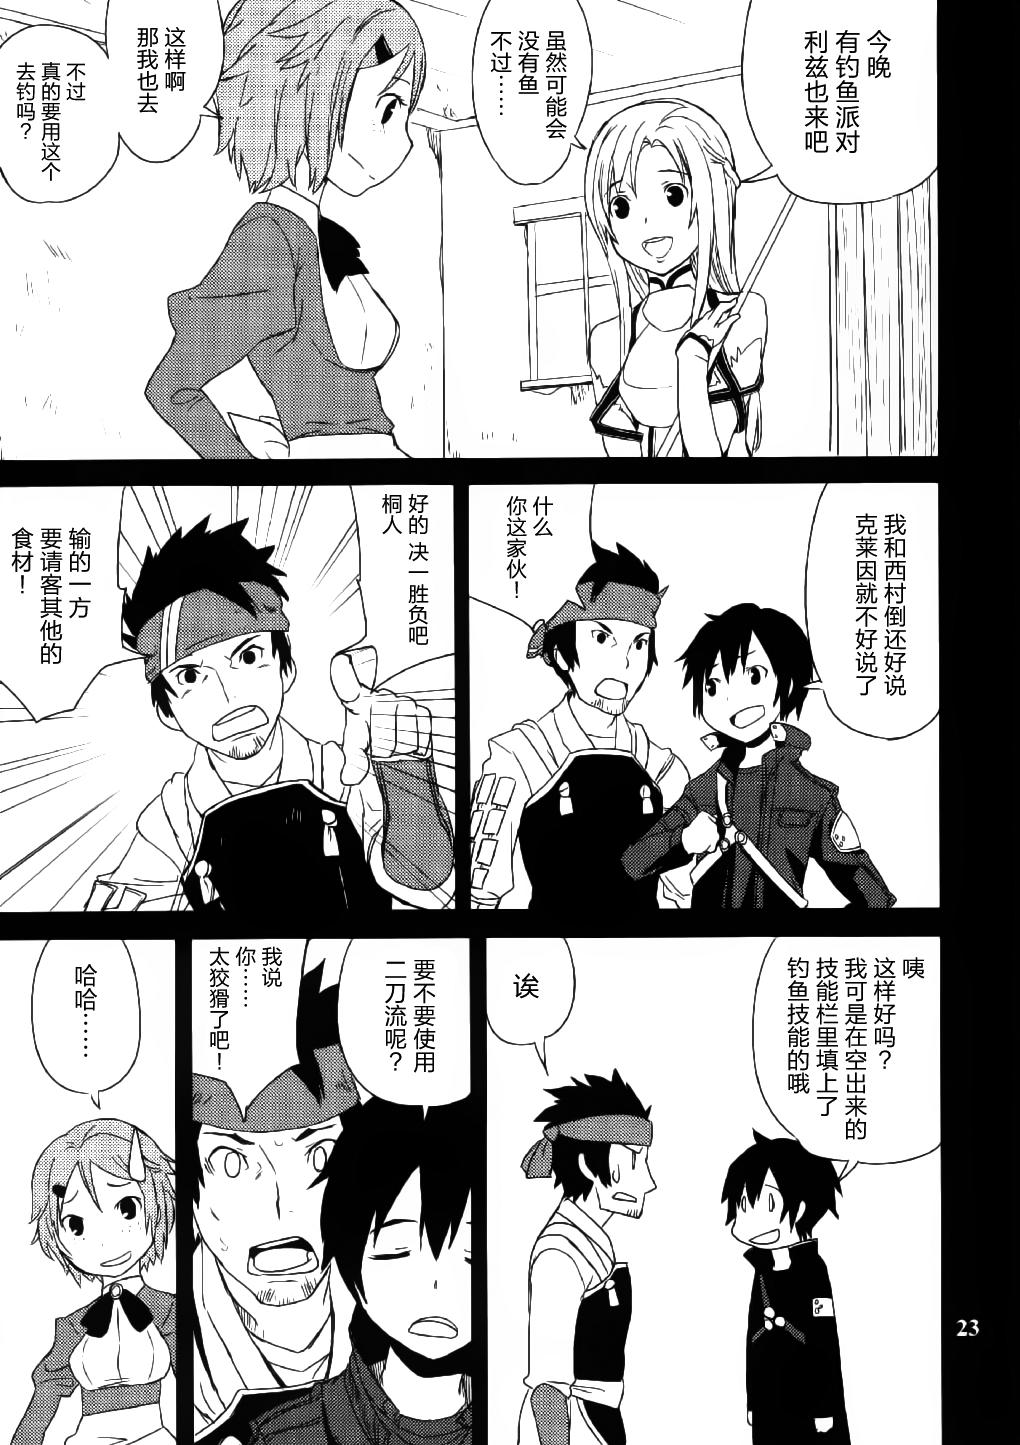 今晚
有钓鱼派对
利兹也来吧
虽然可能会
没有鱼
不过……
这样啊
那我也去
不过
真的要用这个
去钓吗？
我和西村倒还好说
克莱因就不好说了
什么
你这家伙！
好的 决一胜负吧
桐人
输的一方
要请客其他的
食材！
咦
这样好吗？
我可是在空出来的
技能栏里填上了
钓鱼技能的哦
诶
要不要使用
二刀流呢？
我说
你……
太狡猾了吧！
哈
哈……
23